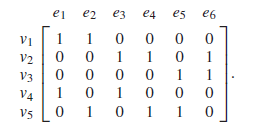 e1 e2 e3 e4 e5 e6
v1 1 1 0 0 0 0
v2 0 0 1 1 0 1
v3 0 0 0 0 1 1
v4 1 0 1 0 0 0
v5 0 1 0 1 1 0 .